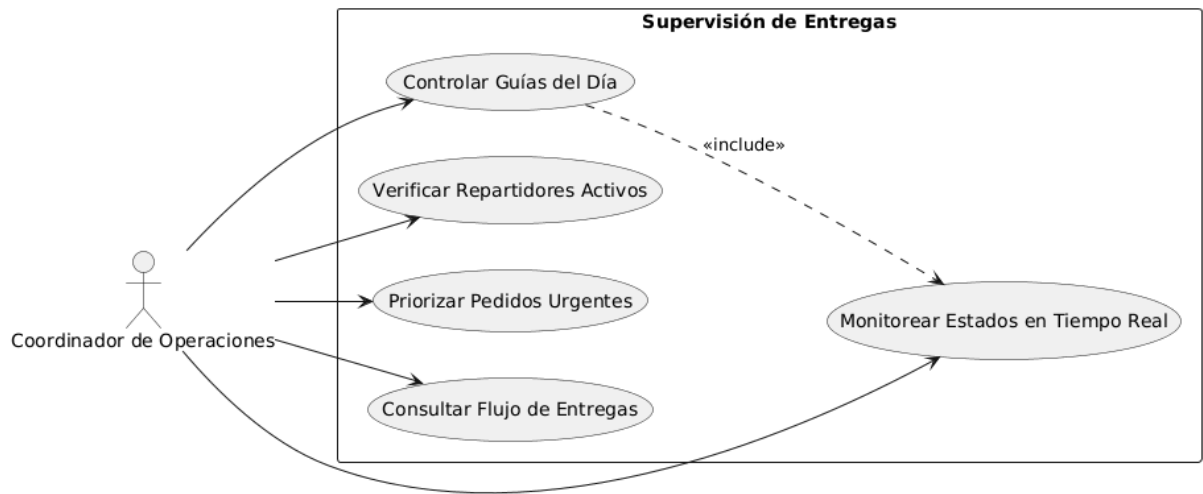 Supervisión de Entregas
Controlar Guías del Día
«include»
Verificar Repartidores Activos
Priorizar Pedidos Urgentes
Monitorear Estados en Tiempo Real
Coordinador de Operaciones
Consultar Flujo de Entregas